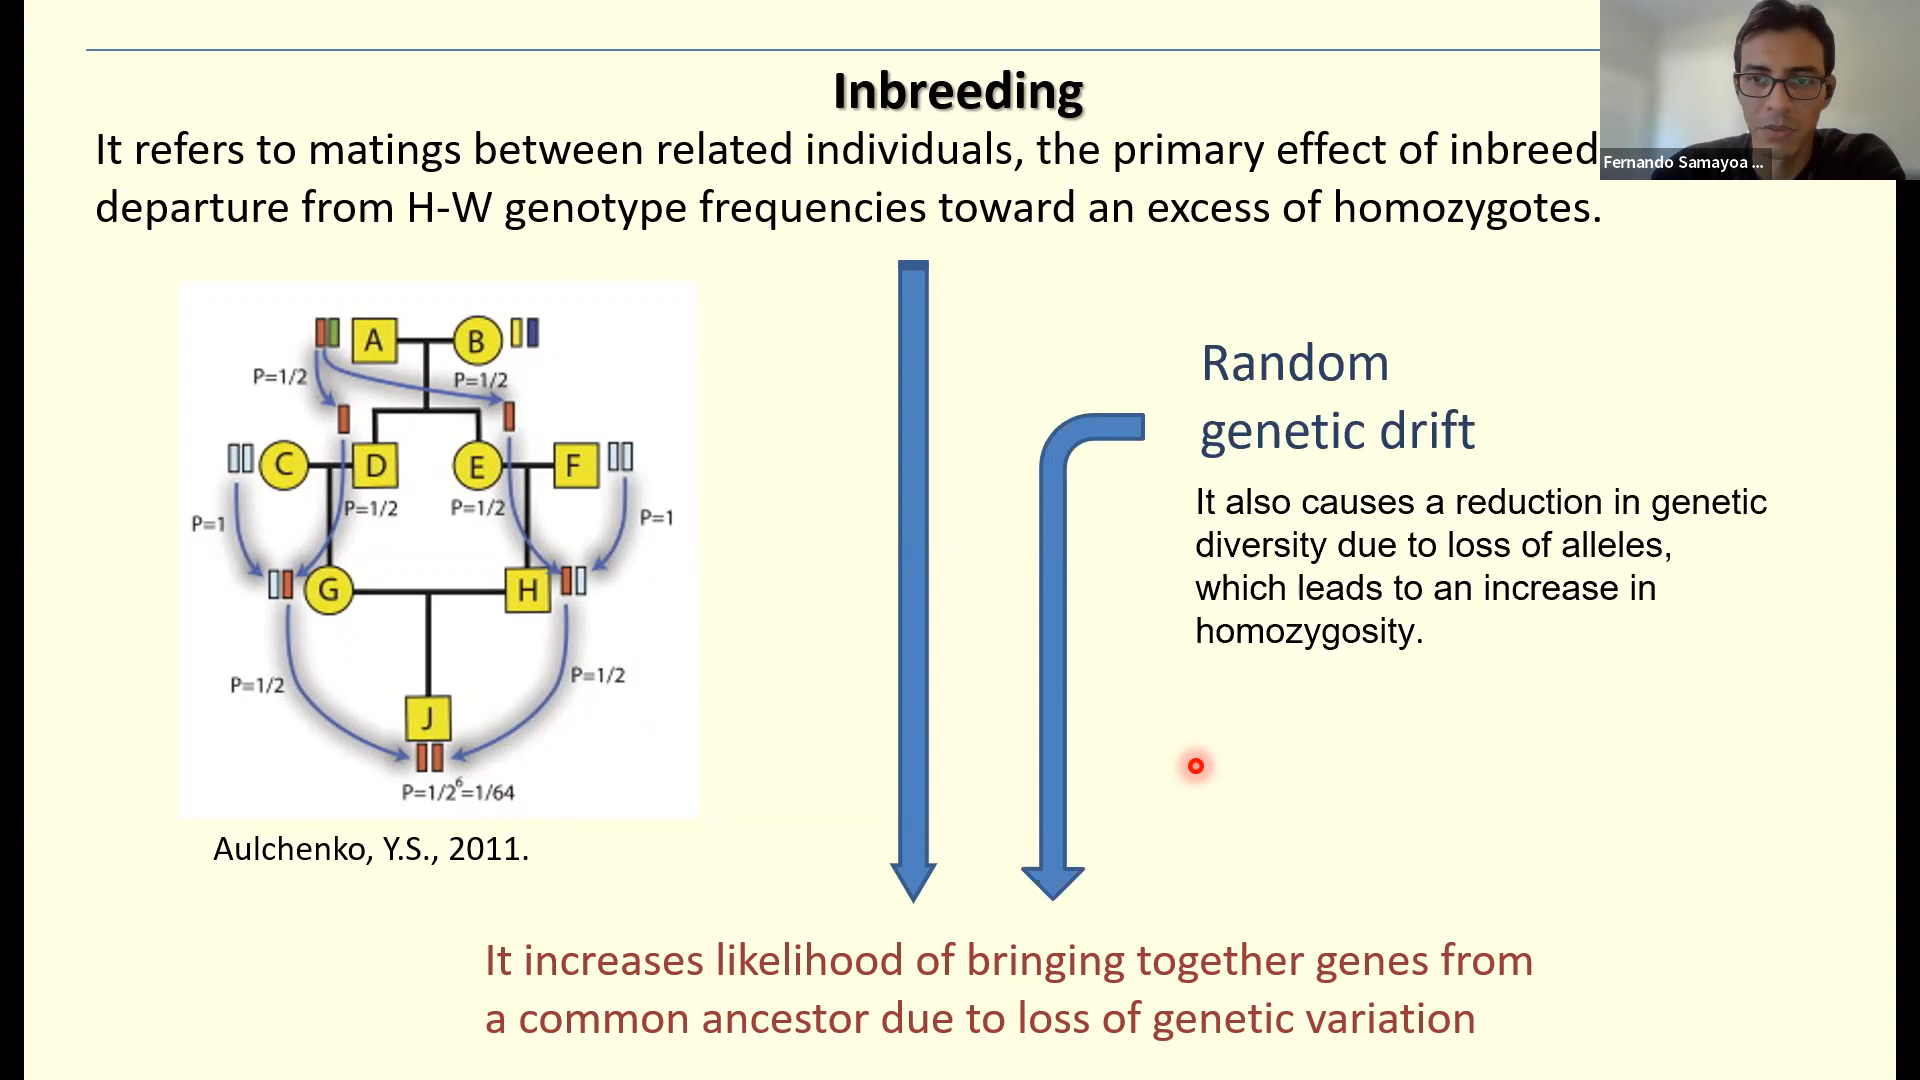 Inbreeding
It refers to matings between related individuals, the primary effect of inbreed
departure from H-W genotype frequencies toward an excess of homozygotes.
Fernando Samayoa ...
A
B
P=1/2
P=1/2
C
D
E
F
P=1
P=1/2
P=1/2
P=1
G
H
P=1/2
P=1/2
J
P=1/2⁶=1/64
Aulchenko, Y.S., 2011.
Random
genetic drift
It also causes a reduction in genetic
diversity due to loss of alleles,
which leads to an increase in
homozygosity.
It increases likelihood of bringing together genes from
a common ancestor due to loss of genetic variation